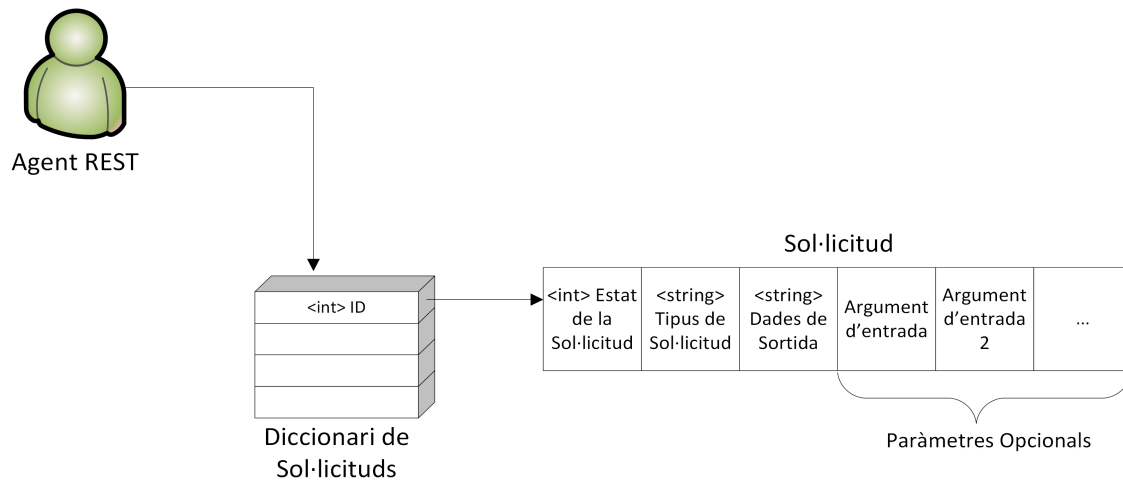 Agent REST
Sol·licitud
<int> ID
<int> Estat
de la
Sol·licitud
<string>
Tipus de
Sol·licitud
<string>
Dades de
Sortida
Argument
d’entrada
Argument
d’entrada
2
...
Diccionari de
Sol·licituds
Paràmetres Opcionals